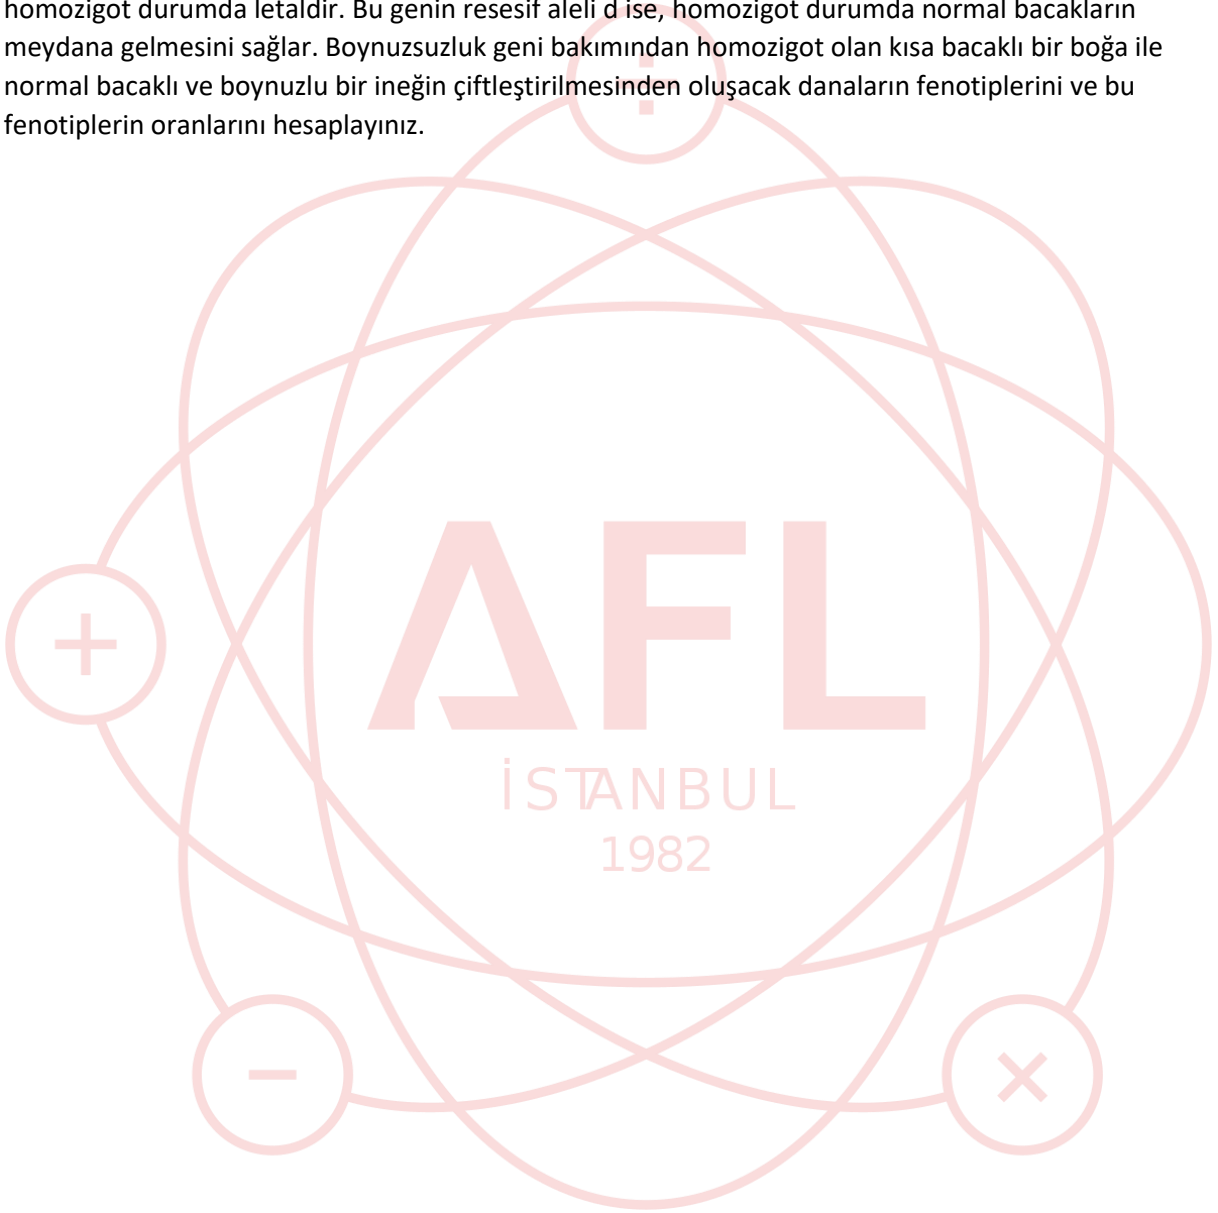 homozigot durumda letaldir. Bu genin resesif aleli d ise, homozigot durumda normal bacakların
meydana gelmesini sağlar. Boynuzsuzluk geni bakımından homozigot olan kısa bacaklı bir boğa ile
normal bacaklı ve boynuzlu bir ineğin çiftleştirilmesinden oluşacak danaların fenotiplerini ve bu
fenotiplerin oranlarını hesaplayınız.
÷
+
AFL
İSTANBUL
1982
−
×